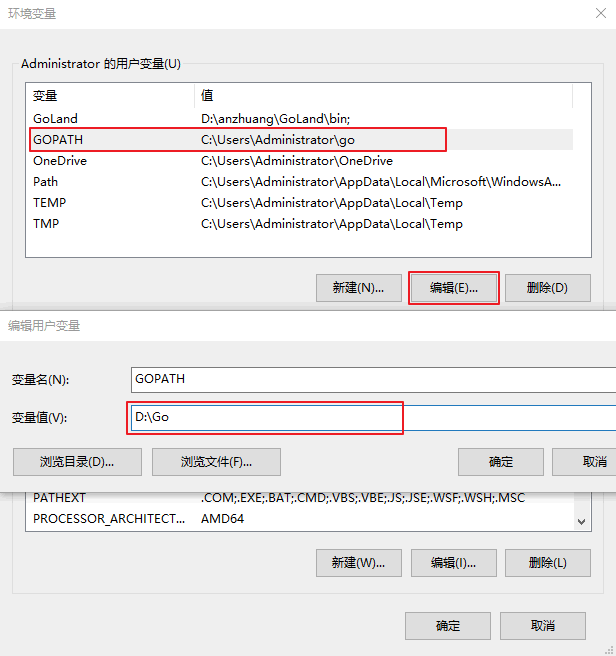 环境变量
Administrator 的用户变量(U)
变量 值
GoLand D:\anzhuang\GoLand\bin;
GOPATH C:\Users\Administrator\go
OneDrive C:\Users\Administrator\OneDrive
Path C:\Users\Administrator\AppData\Local\Microsoft\WindowsA...
TEMP C:\Users\Administrator\AppData\Local\Temp
TMP C:\Users\Administrator\AppData\Local\Temp
新建(N)... 编辑(E)... 删除(D)
编辑用户变量
变量名(N): GOPATH
变量值(V): D:\Go
浏览目录(D)... 浏览文件(F)... 确定 取消
PATHEXT .COM;.EXE;.BAT;.CMD;.VBS;.VBE;.JS;.JSE;.WSF;.WSH;.MSC
PROCESSOR_ARCHITECT... AMD64
新建(W)... 编辑(I)... 删除(L)
确定 取消